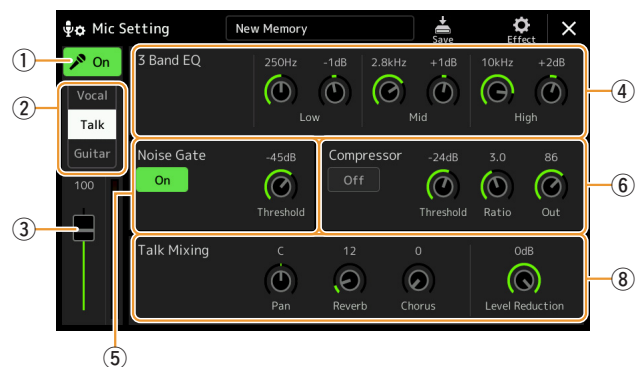 Mic Setting New Memory Save Effect
① On
② Vocal
Talk
Guitar
③ 100
3 Band EQ 250Hz -1dB 2.8kHz +1dB 10kHz +2dB ④
Low Mid High
Noise Gate -45dB
On
Threshold
⑤
Compressor -24dB 3.0 86 ⑥
Off
Threshold Ratio Out
Talk Mixing C 12 0 0dB ⑧
Pan Reverb Chorus Level Reduction